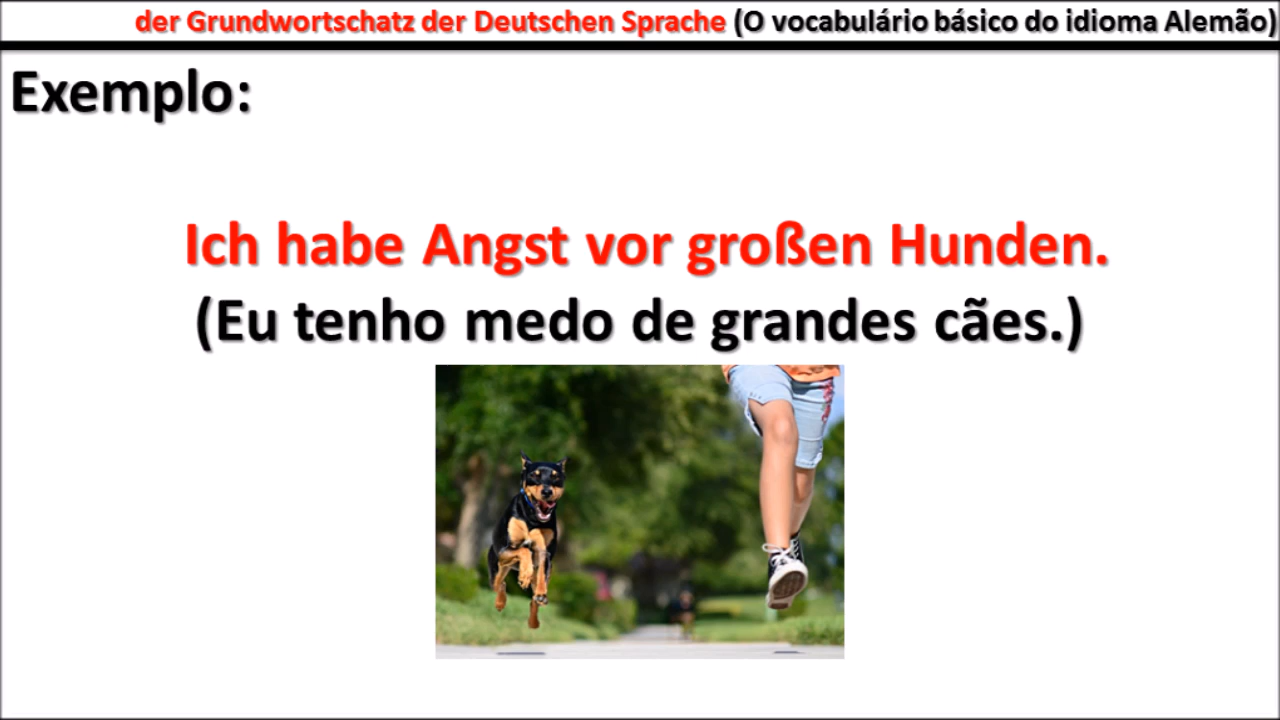 der Grundwortschatz der Deutschen Sprache (O vocabulário básico do idioma Alemão)
Exemplo:
Ich habe Angst vor großen Hunden.
(Eu tenho medo de grandes cães.)